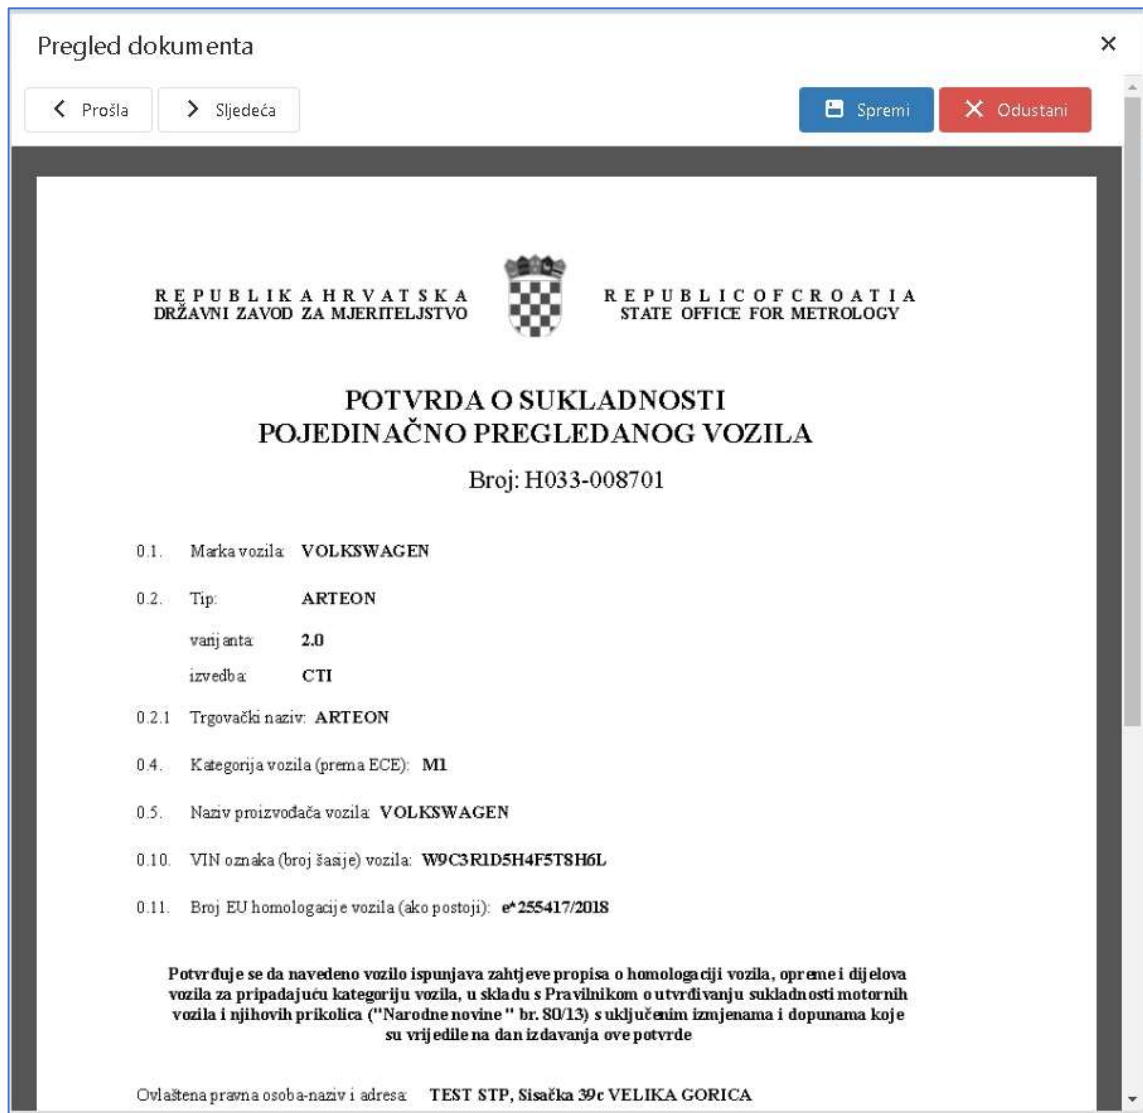 Pregled dokumenta
Prošla Sljedeća Spremi Odustani
REPUBLIKA HRVATSKA REPUBLIC OF CROATIA
DRŽAVNI ZAVOD ZA MJERITELJSTVO STATE OFFICE FOR METROLOGY
POTVRDA O SUKLADNOSTI
POJEDINAČNO PREGLEDANOG VOZILA
Broj: H033-008701
0.1. Marka vozila: VOLKSWAGEN
0.2. Tip: ARTEON
varijanta: 2.0
izvedba: CTI
0.2.1 Trgovački naziv: ARTEON
0.4. Kategorija vozila (prema ECE): M1
0.5. Naziv proizvođača vozila: VOLKSWAGEN
0.10. VIN oznaka (broj šasije) vozila: W9C3R1D5H4F5T8H6L
0.11. Broj EU homologacije vozila (ako postoji): e*255417/2018
Potvrđuje se da navedeno vozilo ispunjava zahtjeve propisa o homologaciji vozila, opreme i dijelova
vozila za pripadajuću kategoriju vozila, u skladu s Pravilnikom o utvrđivanju sukladnosti motornih
vozila i njihovih prikolica ("Narodne novine " br. 80/13) s uključenim izmjenama i dopunama koje
su vrijedile na dan izdavanja ove potvrde
Ovlaštena pravna osoba-naziv i adresa: TEST STP, Sisačka 39c VELIKA GORICA